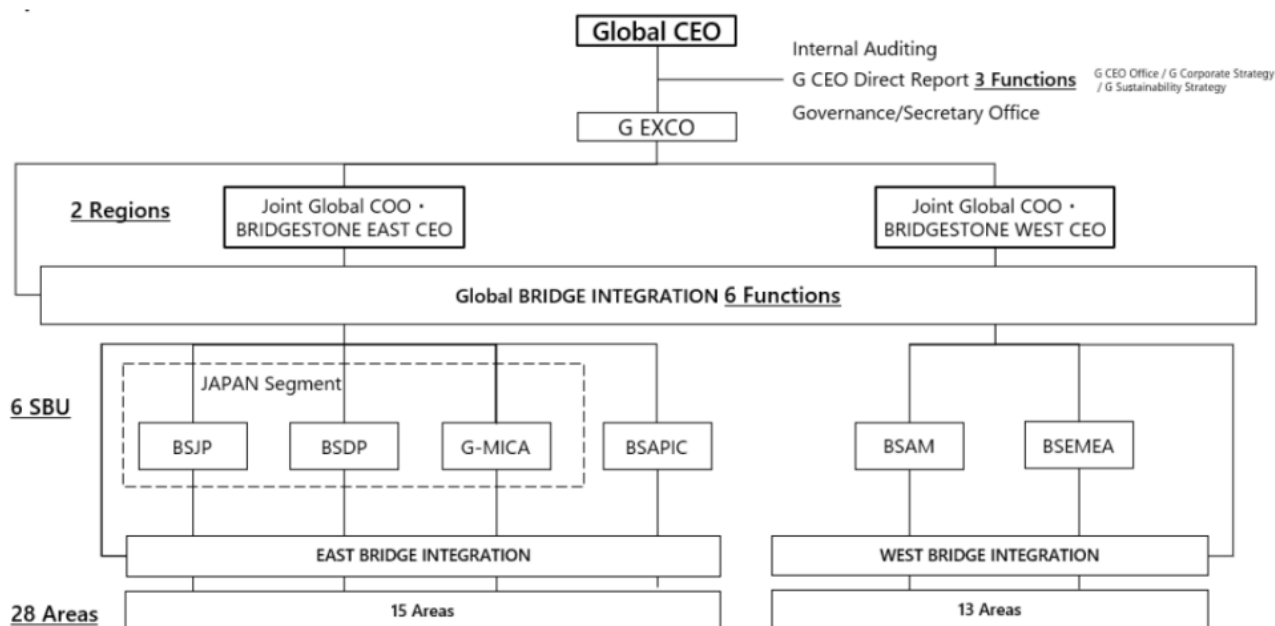 Global CEO
Internal Auditing
G CEO Direct Report 3 Functions
G CEO Office / G Corporate Strategy
/ G Sustainability Strategy
Governance/Secretary Office
G EXCO
2 Regions
Joint Global COO・
BRIDGESTONE EAST CEO
Joint Global COO・
BRIDGESTONE WEST CEO
Global BRIDGE INTEGRATION 6 Functions
JAPAN Segment
6 SBU
BSJP
BSDP
G-MICA
BSAPIC
BSAM
BSEMEA
EAST BRIDGE INTEGRATION
WEST BRIDGE INTEGRATION
28 Areas
15 Areas
13 Areas